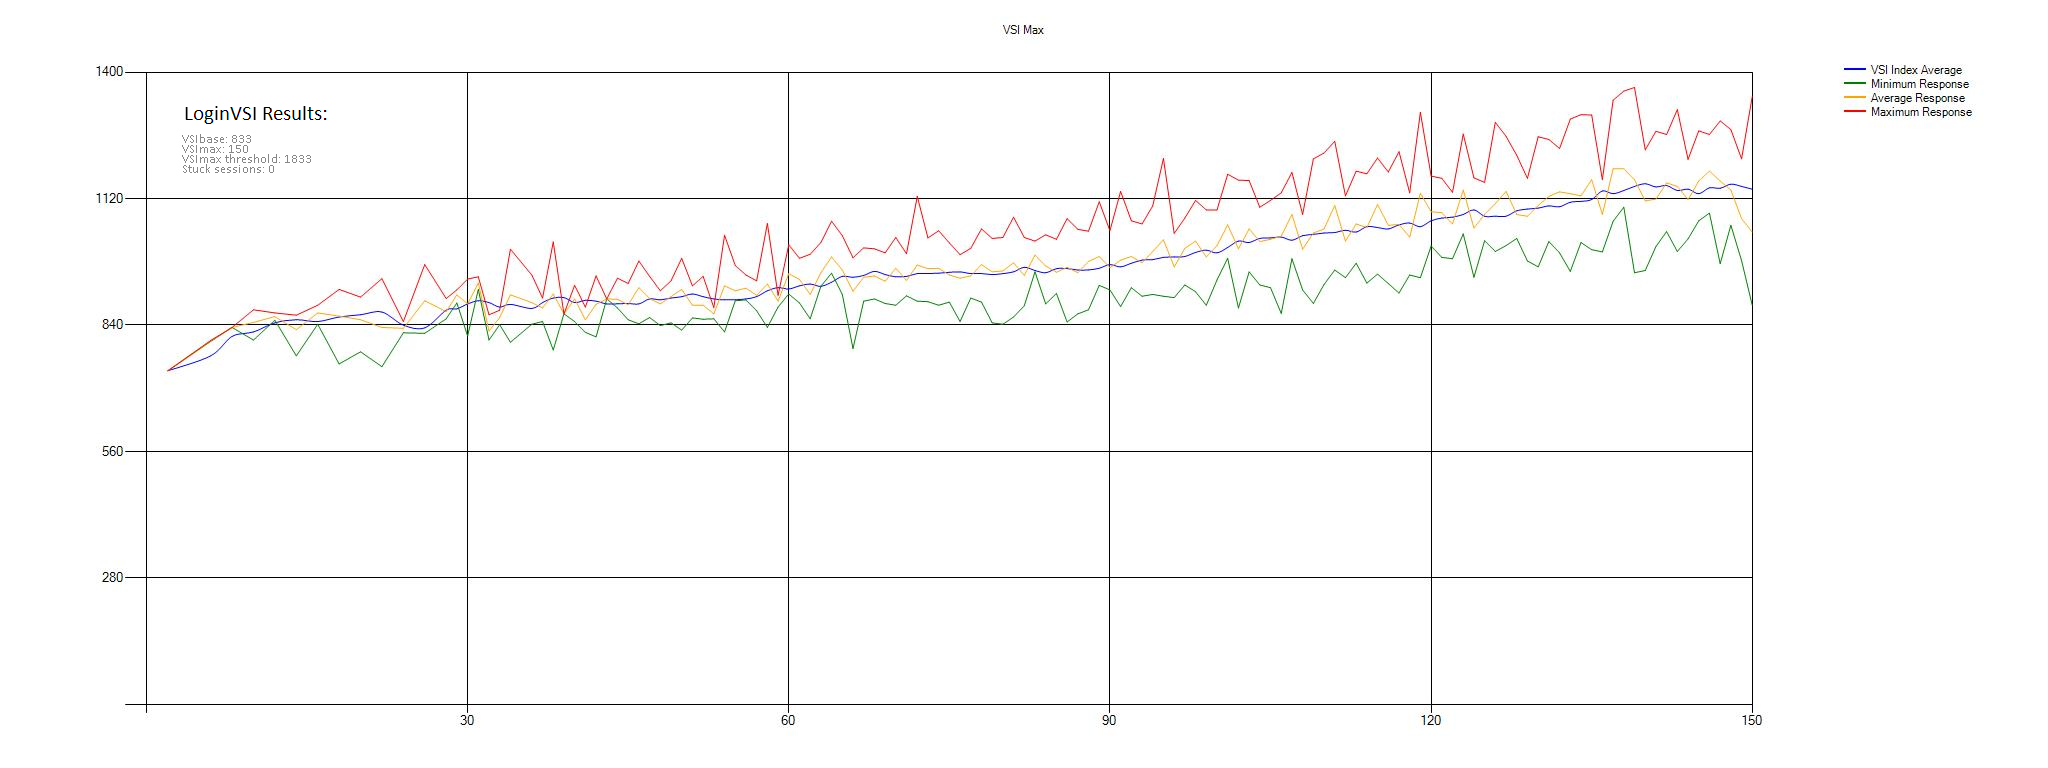 VSI Max
1400
1120
840
560
280
30
60
90
120
150
LoginVSI Results:
VSIbase: 833
VSImax: 150
VSImax threshold: 1833
Stuck sessions: 0
VSI Index Average
Minimum Response
Average Response
Maximum Response